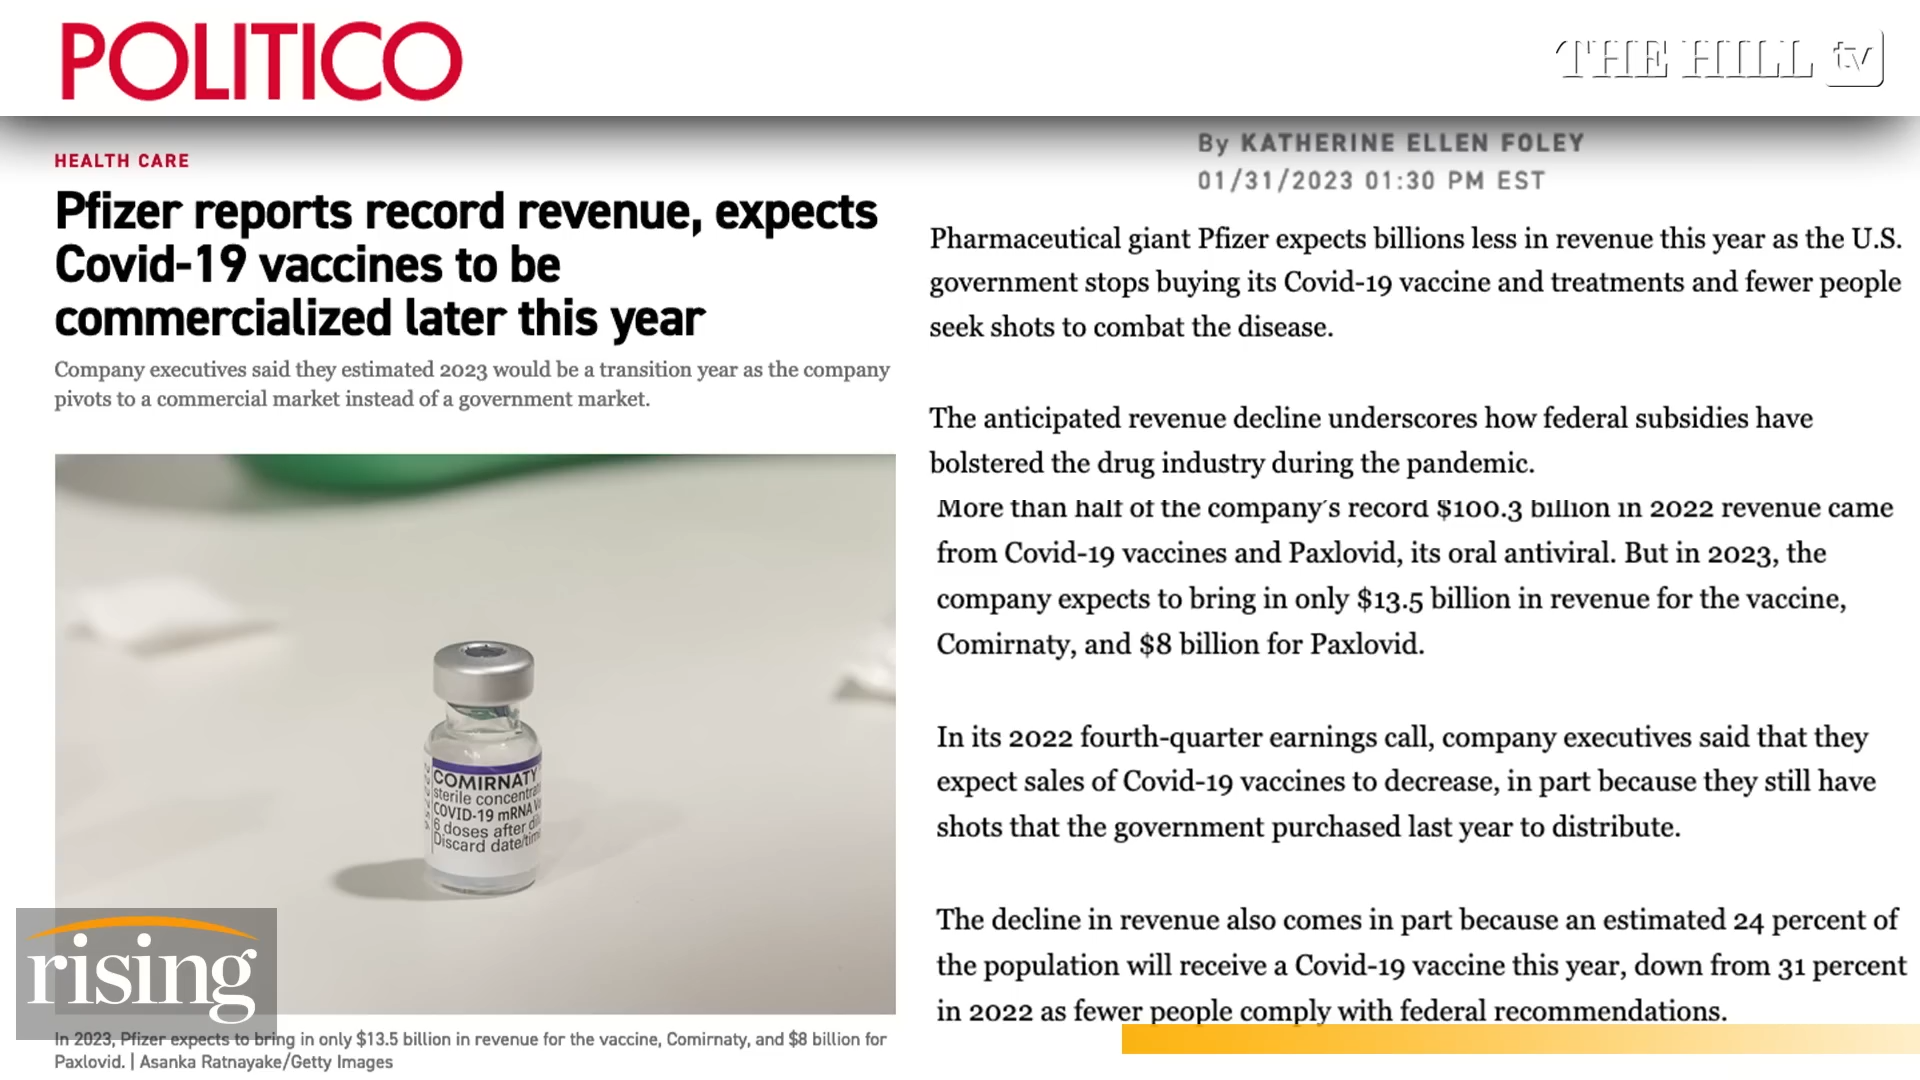 POLITICO
THE HILL tv
HEALTH CARE
Pfizer reports record revenue, expects
Covid-19 vaccines to be
commercialized later this year
Company executives said they estimated 2023 would be a transition year as the company
pivots to a commercial market instead of a government market.
COMIRNATY
sterile concentra
COVID-19 mRNA V
6 doses after di
Discard date/tim
rising
In 2023, Pfizer expects to bring in only $13.5 billion in revenue for the vaccine, Comirnaty, and $8 billion for
Paxlovid. | Asanka Ratnayake/Getty Images
By KATHERINE ELLEN FOLEY
01/31/2023 01:30 PM EST
Pharmaceutical giant Pfizer expects billions less in revenue this year as the U.S.
government stops buying its Covid-19 vaccine and treatments and fewer people
seek shots to combat the disease.
The anticipated revenue decline underscores how federal subsidies have
bolstered the drug industry during the pandemic.
More than half of the company's record $100.3 billion in 2022 revenue came
from Covid-19 vaccines and Paxlovid, its oral antiviral. But in 2023, the
company expects to bring in only $13.5 billion in revenue for the vaccine,
Comirnaty, and $8 billion for Paxlovid.
In its 2022 fourth-quarter earnings call, company executives said that they
expect sales of Covid-19 vaccines to decrease, in part because they still have
shots that the government purchased last year to distribute.
The decline in revenue also comes in part because an estimated 24 percent of
the population will receive a Covid-19 vaccine this year, down from 31 percent
in 2022 as fewer people comply with federal recommendations.